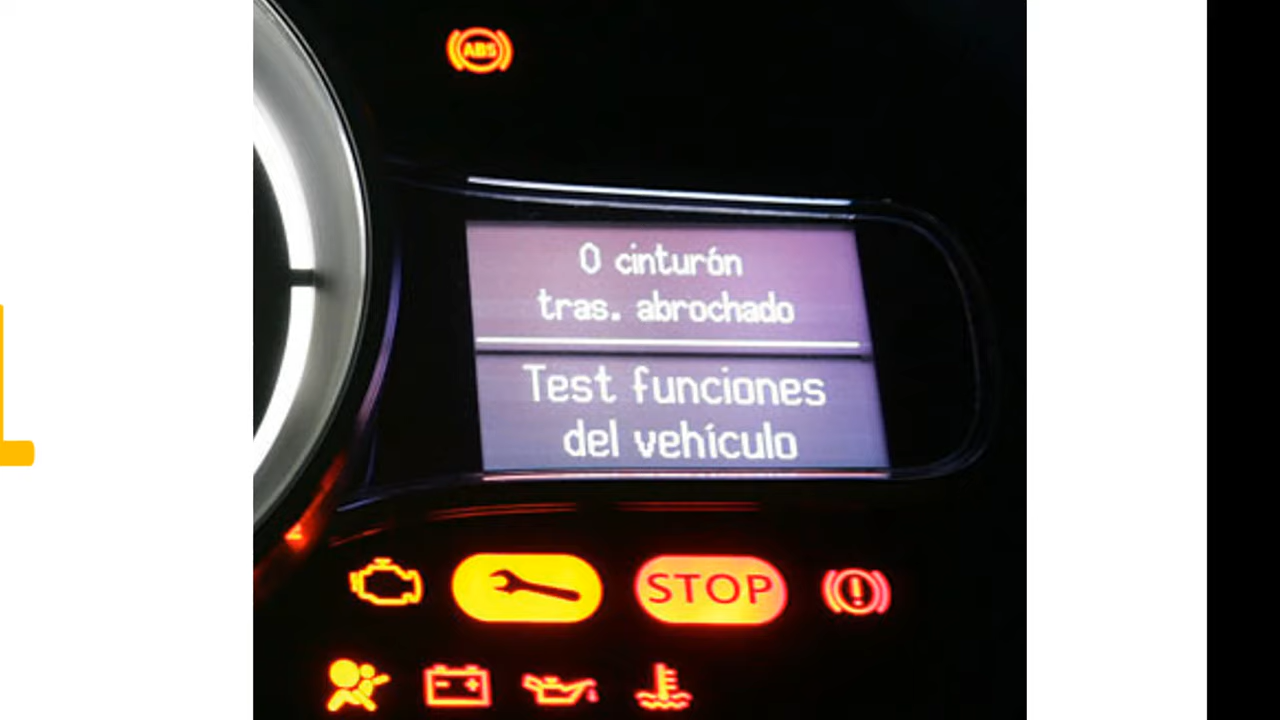 ABS
0 cinturón
tras. abrochado
Test funciones
del vehículo
STOP